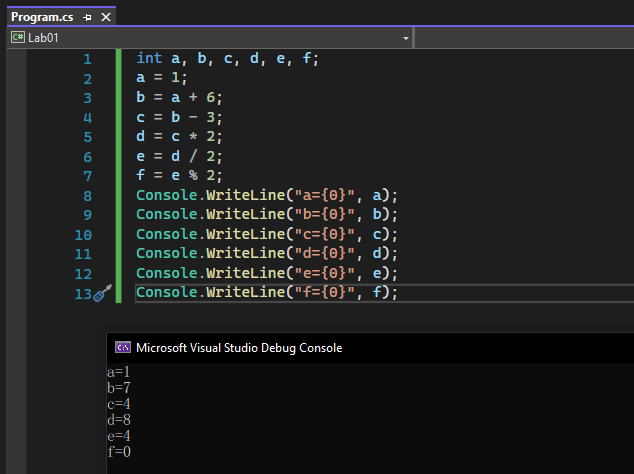 Program.cs
C# Lab01
1 int a, b, c, d, e, f;
2 a = 1;
3 b = a + 6;
4 c = b - 3;
5 d = c * 2;
6 e = d / 2;
7 f = e % 2;
8 Console.WriteLine("a={0}", a);
9 Console.WriteLine("b={0}", b);
10 Console.WriteLine("c={0}", c);
11 Console.WriteLine("d={0}", d);
12 Console.WriteLine("e={0}", e);
13 Console.WriteLine("f={0}", f);
C:\ Microsoft Visual Studio Debug Console
a=1
b=7
c=4
d=8
e=4
f=0